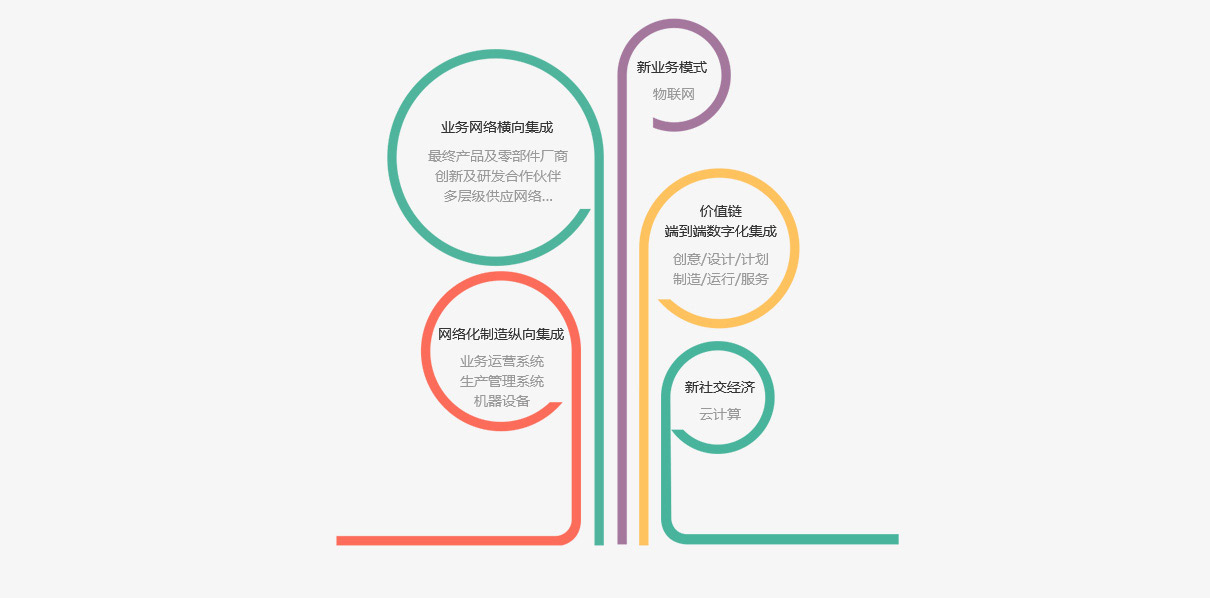 新业务模式
物联网
业务网络横向集成
最终产品及零部件厂商
创新及研发合作伙伴
多层级供应网络...
价值链
端到端数字化集成
创意/设计/计划
制造/运行/服务
网络化制造纵向集成
业务运营系统
生产管理系统
机器设备
新社交经济
云计算